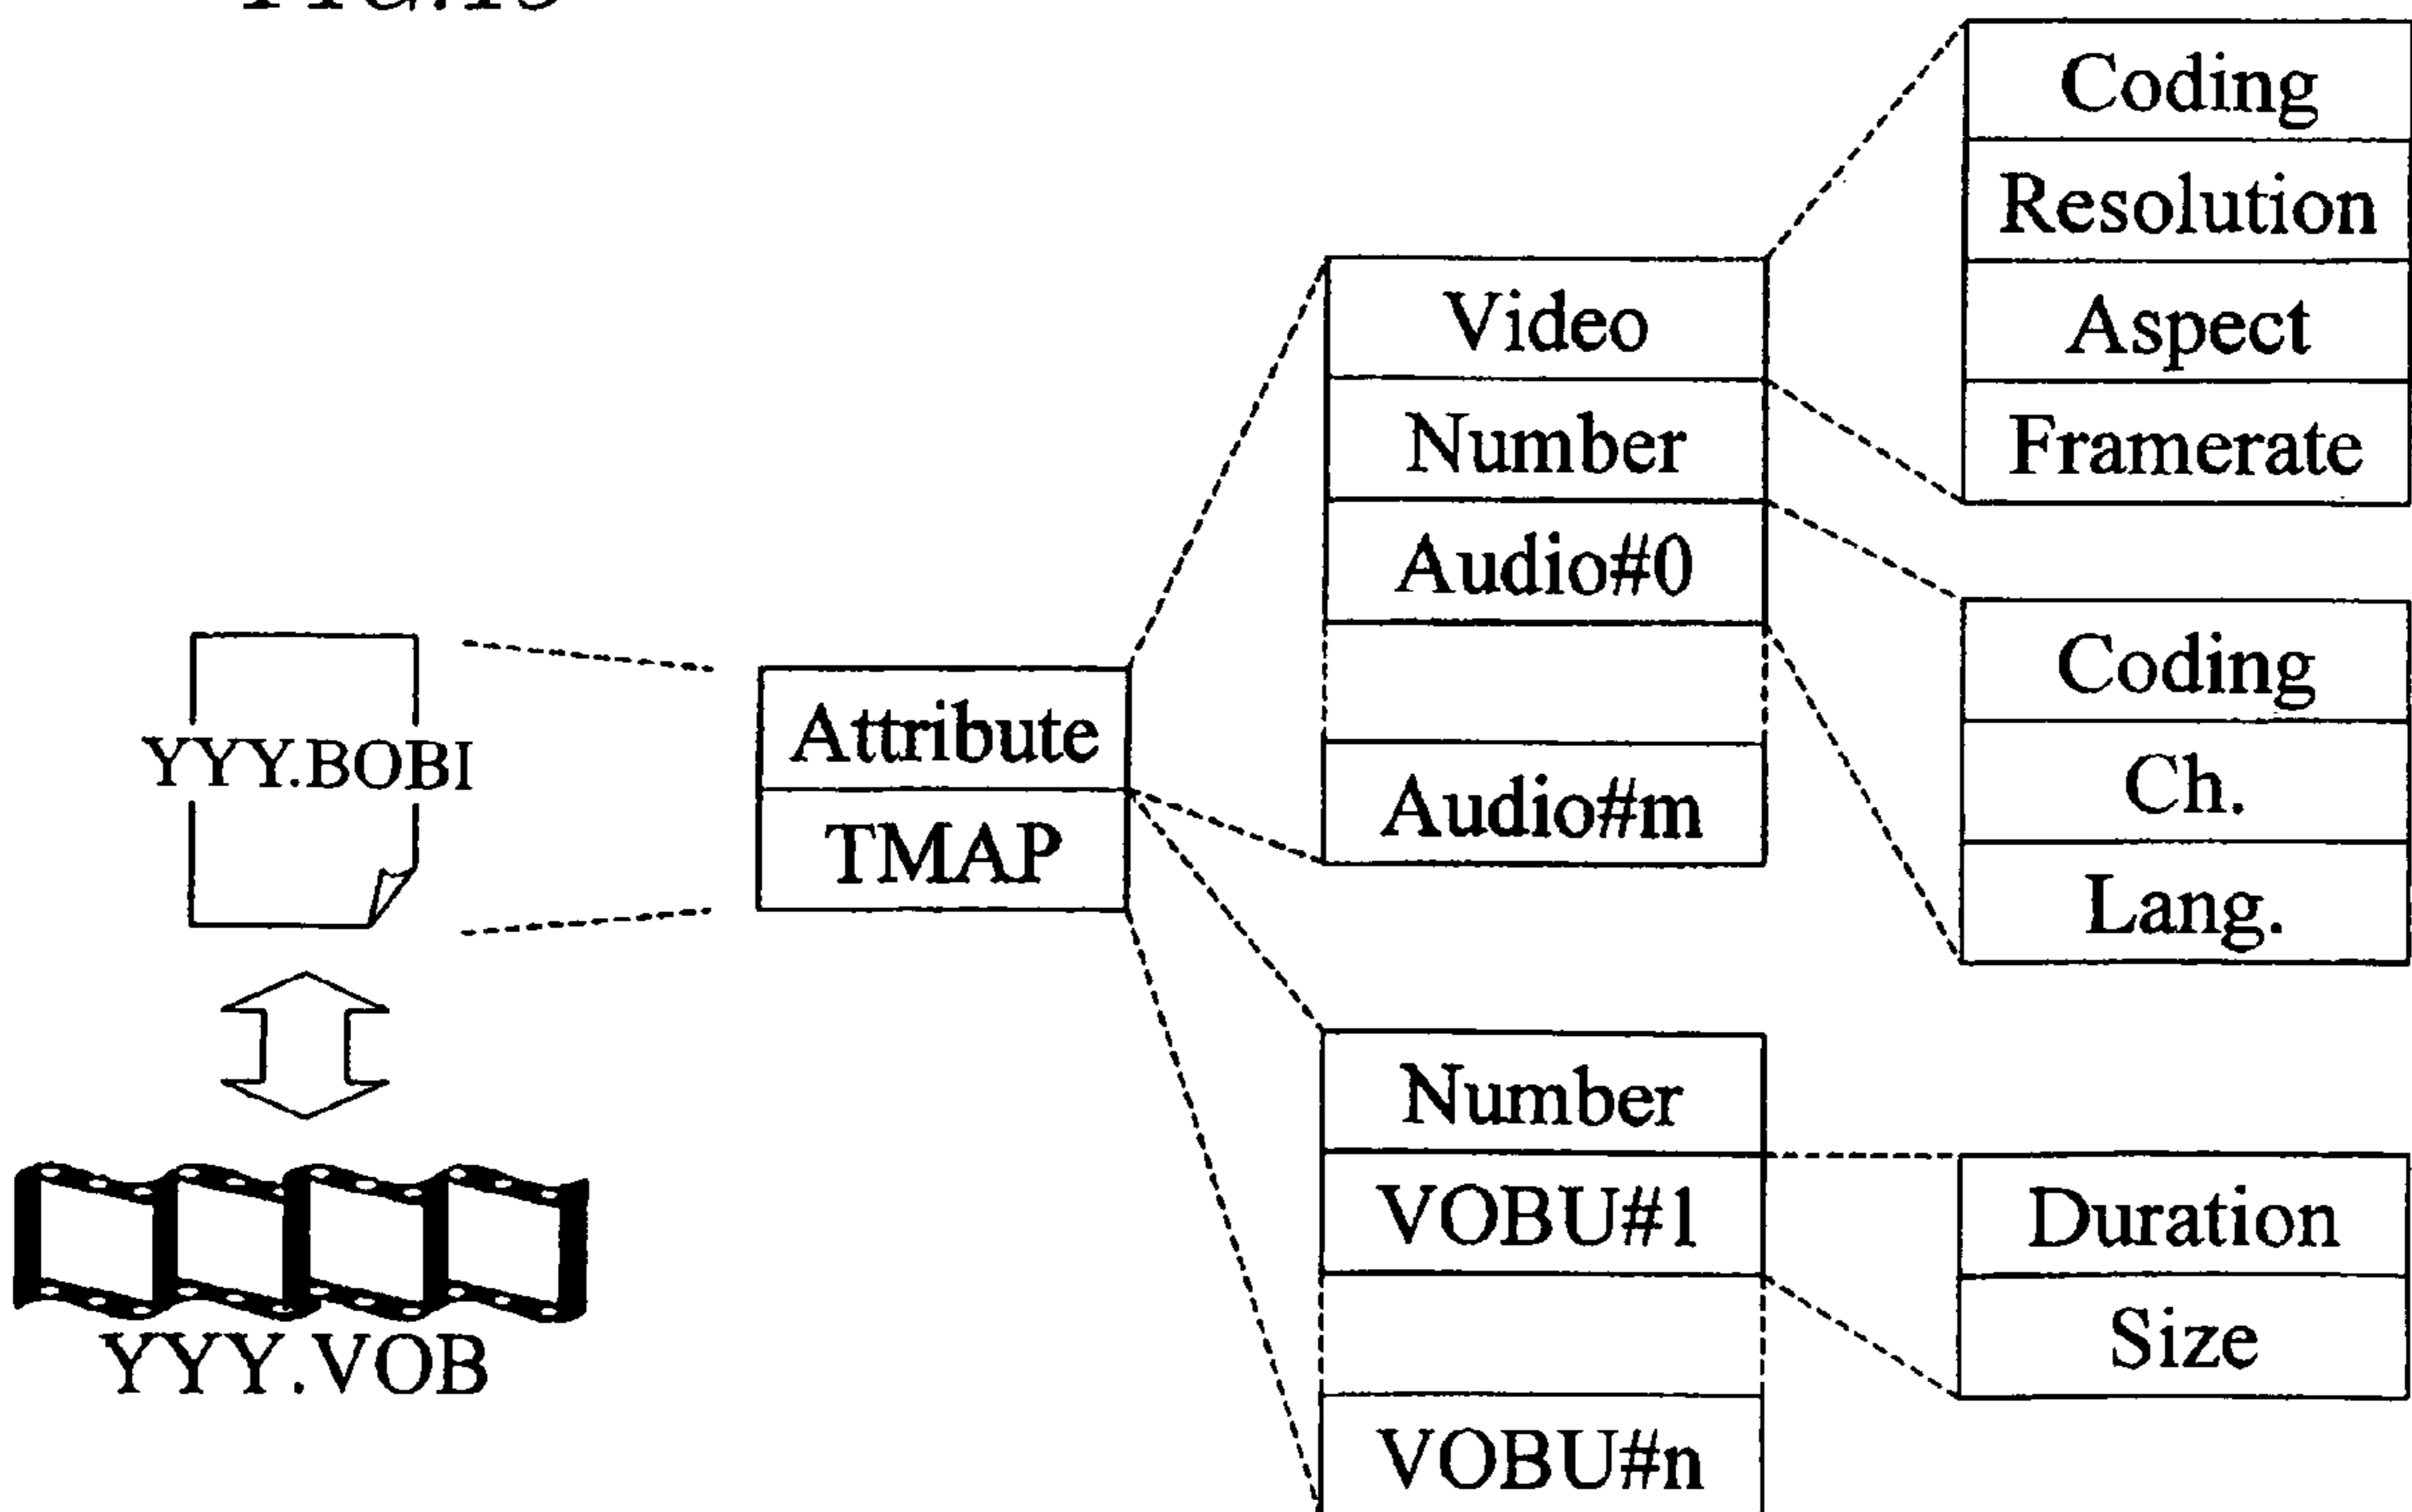 Coding
Resolution
Aspect
Framerate
Video
Number
Audio#0
Audio#m
Coding
Ch.
Lang.
Attribute
TMAP
YYY.BOBI
Number
VOBU#1
VOBU#n
Duration
Size
YYY.VOB